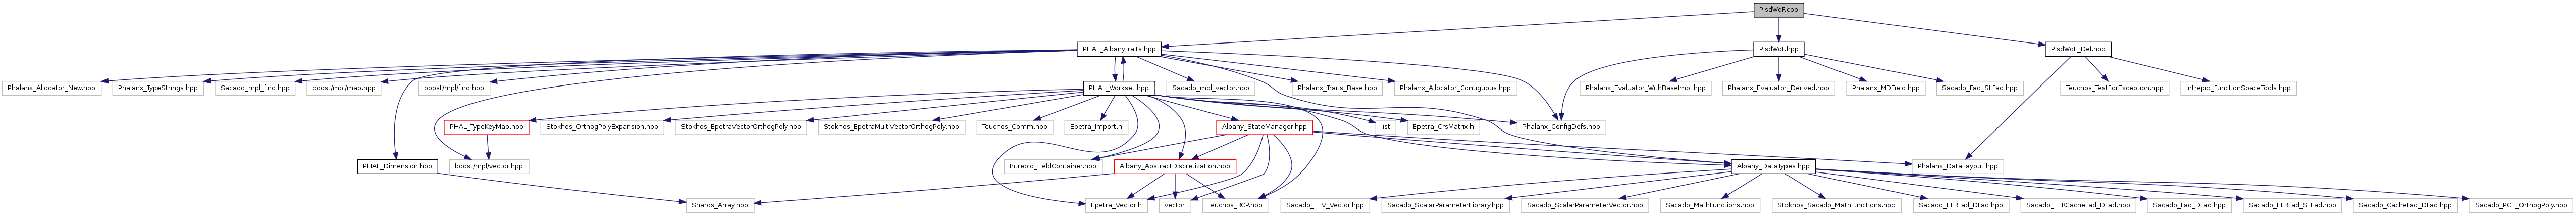 PisdWdF.cpp
PHAL_AlbanyTraits.hpp
PisdWdF.hpp
PisdWdF_Def.hpp
Phalanx_Allocator_New.hpp
Phalanx_TypeStrings.hpp
Sacado_mpl_find.hpp
boost/mpl/map.hpp
boost/mpl/find.hpp
PHAL_Workset.hpp
Sacado_mpl_vector.hpp
Phalanx_Traits_Base.hpp
Phalanx_Allocator_Contiguous.hpp
Phalanx_Evaluator_WithBaseImpl.hpp
Phalanx_Evaluator_Derived.hpp
Phalanx_MDField.hpp
Sacado_Fad_SLFad.hpp
Teuchos_TestForException.hpp
Intrepid_FunctionSpaceTools.hpp
PHAL_TypeKeyMap.hpp
Stokhos_OrthogPolyExpansion.hpp
Stokhos_EpetraVectorOrthogPoly.hpp
Stokhos_EpetraMultiVectorOrthogPoly.hpp
Teuchos_Comm.hpp
Epetra_Import.h
Albany_StateManager.hpp
list
Epetra_CrsMatrix.h
Phalanx_ConfigDefs.hpp
PHAL_Dimension.hpp
boost/mpl/vector.hpp
Intrepid_FieldContainer.hpp
Albany_AbstractDiscretization.hpp
Albany_DataTypes.hpp
Phalanx_DataLayout.hpp
Shards_Array.hpp
Epetra_Vector.h
vector
Teuchos_RCP.hpp
Sacado_ETV_Vector.hpp
Sacado_ScalarParameterLibrary.hpp
Sacado_ScalarParameterVector.hpp
Sacado_MathFunctions.hpp
Stokhos_Sacado_MathFunctions.hpp
Sacado_ELRFad_DFad.hpp
Sacado_ELRCacheFad_DFad.hpp
Sacado_Fad_DFad.hpp
Sacado_ELRFad_SLFad.hpp
Sacado_CacheFad_DFad.hpp
Sacado_PCE_OrthogPoly.hpp